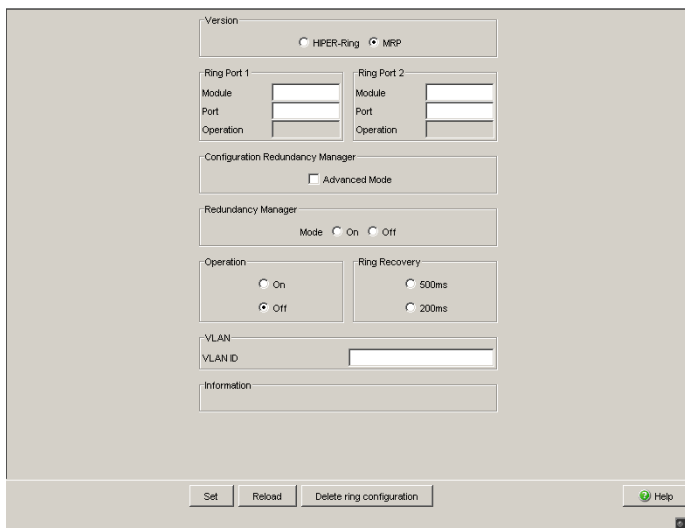 Version
HIPER-Ring MRP
Ring Port 1 Ring Port 2
Module Module
Port Port
Operation Operation
Configuration Redundancy Manager
Advanced Mode
Redundancy Manager
Mode On Off
Operation Ring Recovery
On 500ms
Off 200ms
VLAN
VLAN ID
Information
Set Reload Delete ring configuration Help